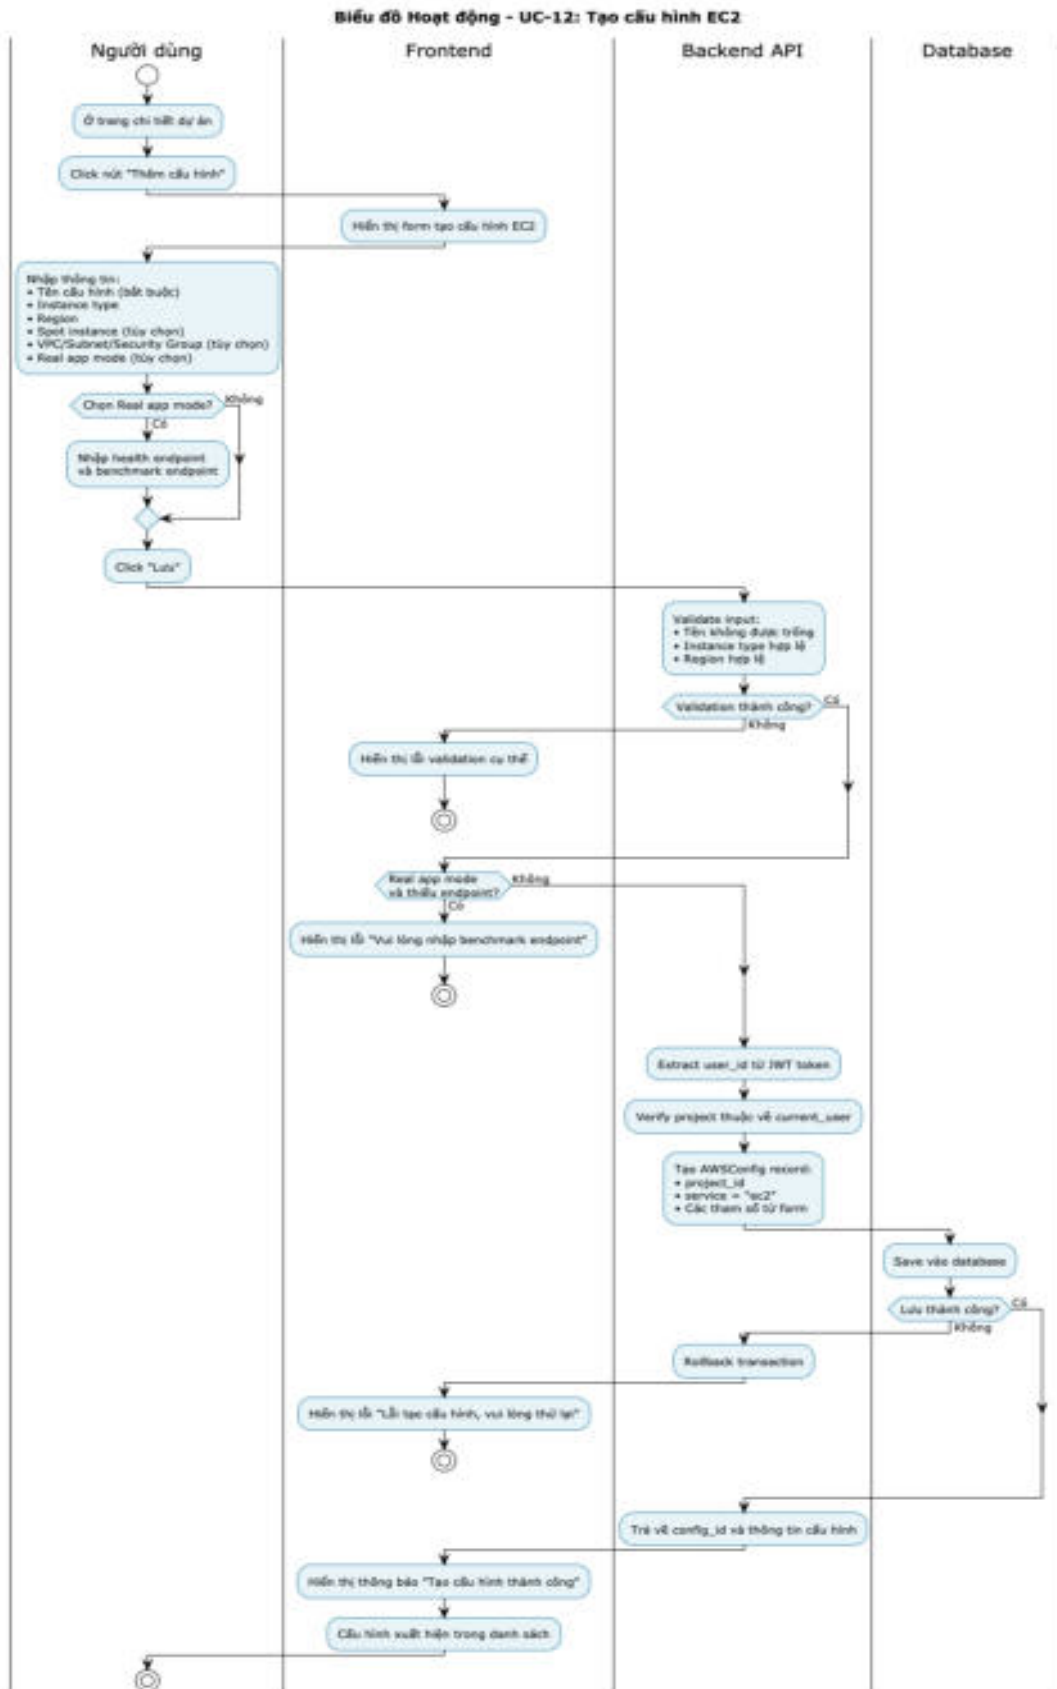 Biểu đồ Hoạt động - UC-12: Tạo cấu hình EC2
Người dùng
Frontend
Backend API
Database
Ở trang chi tiết dự án
Click nút "Thêm cấu hình"
Hiển thị form tạo cấu hình EC2
Nhập thông tin:
• Tên cấu hình (bắt buộc)
• Instance type
• Region
• Spot instance (tùy chọn)
• VPC/Subnet/Security Group (tùy chọn)
• Real app mode (tùy chọn)
Chọn Real app mode?
Không
Có
Nhập health endpoint
và benchmark endpoint
Click "Lưu"
Validate input:
• Tên không được trống
• Instance type hợp lệ
• Region hợp lệ
Validation thành công?
Có
Không
Hiển thị lỗi validation cụ thể
Real app mode
và thiếu endpoint?
Không
Có
Hiển thị lỗi "Vui lòng nhập benchmark endpoint"
Extract user_id từ JWT token
Verify project thuộc về current_user
Tạo AWSConfig record:
• project_id
• service = "ec2"
• Các tham số từ form
Save vào database
Lưu thành công?
Có
Không
Rollback transaction
Hiển thị lỗi "Lỗi tạo cấu hình, vui lòng thử lại"
Trả về config_id và thông tin cấu hình
Hiển thị thông báo "Tạo cấu hình thành công"
Cấu hình xuất hiện trong danh sách